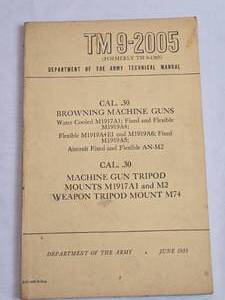 TM 9-2005
(FORMERLY TM 9-1205)
DEPARTMENT OF THE ARMY TECHNICAL MANUAL
CAL. .30
BROWNING MACHINE GUNS
Water Cooled M1917A1; Fixed and Flexible
M1919A4;
Flexible M1919A4E1 and M1919A6; Fixed
M1919A5;
Aircraft Fixed and Flexible AN-M2
CAL. .30
MACHINE GUN TRIPOD
MOUNTS M1917A1 and M2
WEAPON TRIPOD MOUNT M74
DEPARTMENT OF THE ARMY • JUNE